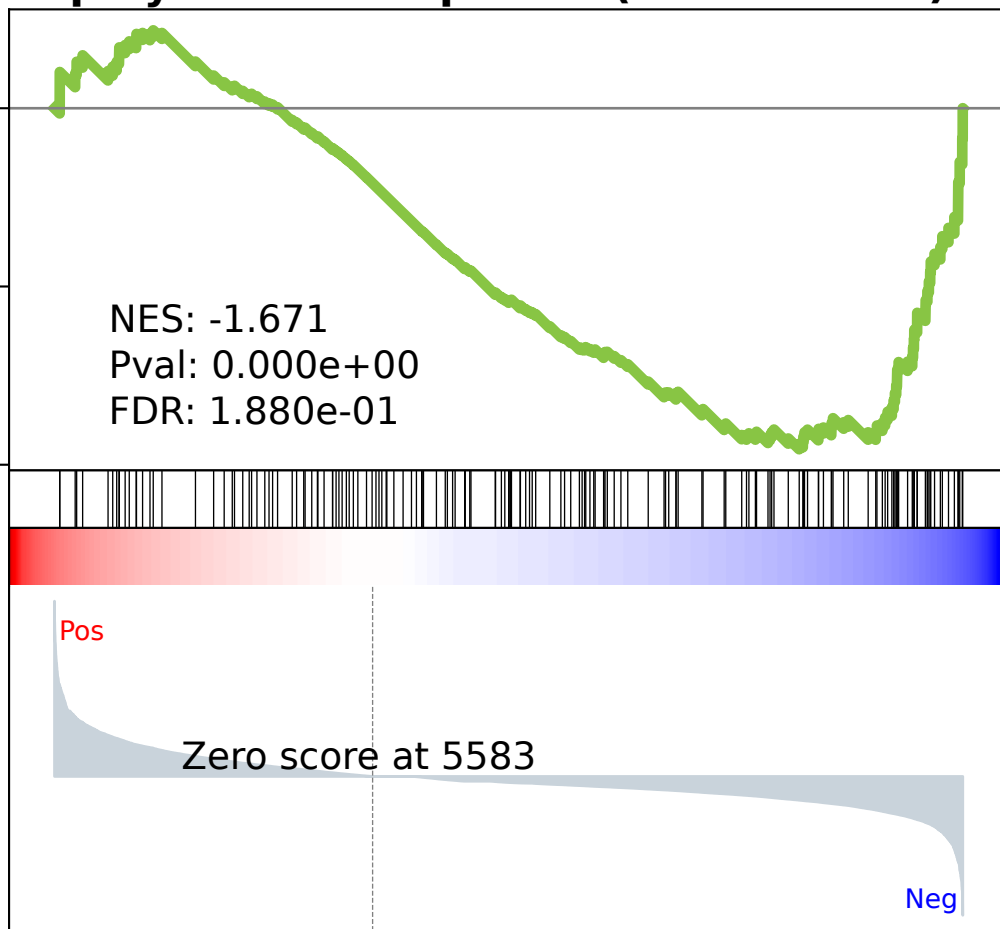 NES: -1.671
Pval: 0.000e+00
FDR: 1.880e-01
Pos
Zero score at 5583
Neg